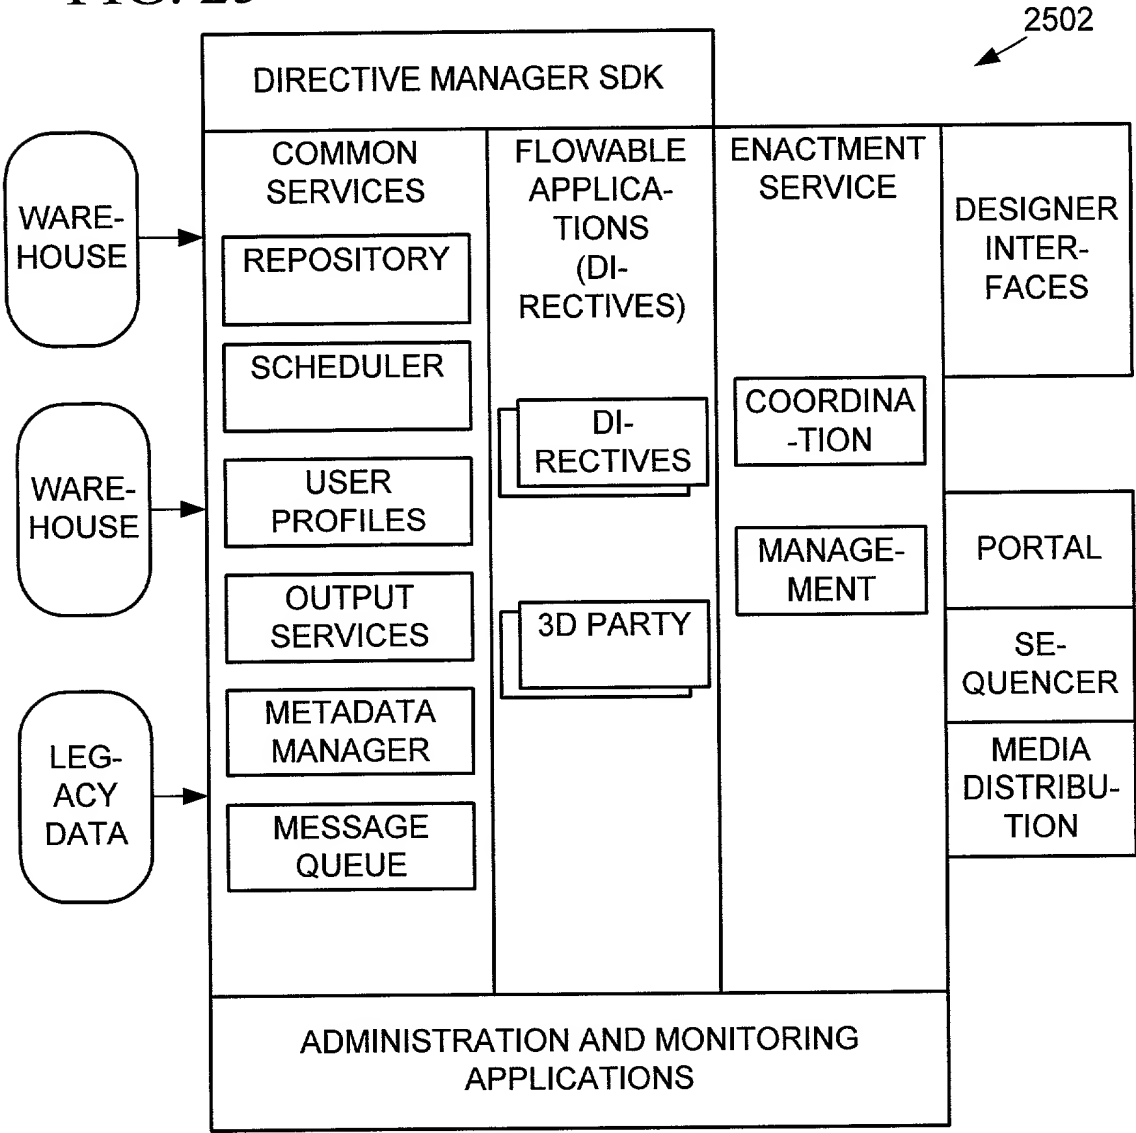 2502
DIRECTIVE MANAGER SDK
WARE-
HOUSE
WARE-
HOUSE
LEG-
ACY
DATA
COMMON
SERVICES
REPOSITORY
SCHEDULER
USER
PROFILES
OUTPUT
SERVICES
METADATA
MANAGER
MESSAGE
QUEUE
FLOWABLE
APPLICA-
TIONS
(DI-
RECTIVES)
DI-
RECTIVES
3D PARTY
ENACTMENT
SERVICE
COORDINA
-TION
MANAGE-
MENT
DESIGNER
INTER-
FACES
PORTAL
SE-
QUENCER
MEDIA
DISTRIBU-
TION
ADMINISTRATION AND MONITORING
APPLICATIONS